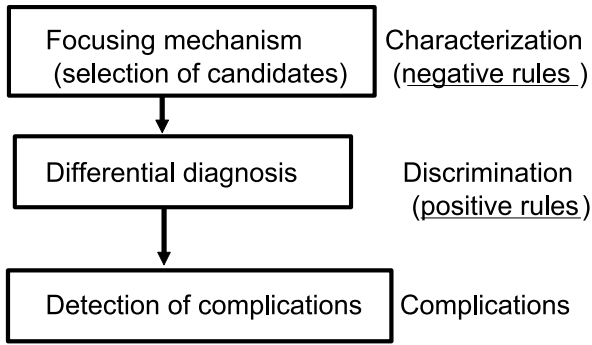 Focusing mechanism
(selection of candidates)
Characterization
(negative rules )
Differential diagnosis
Discrimination
(positive rules)
Detection of complications
Complications